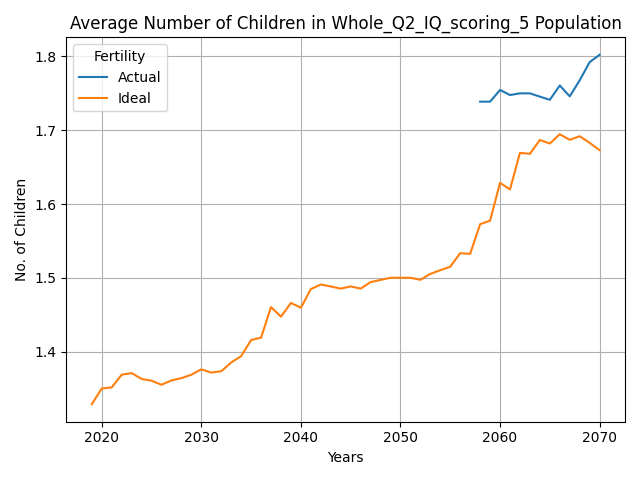 Average Number of Children in Whole_Q2_IQ_scoring_5 Population
Fertility
Actual
Ideal
No. of Children
1.8
1.7
1.6
1.5
1.4
2020 2030 2040 2050 2060 2070
Years